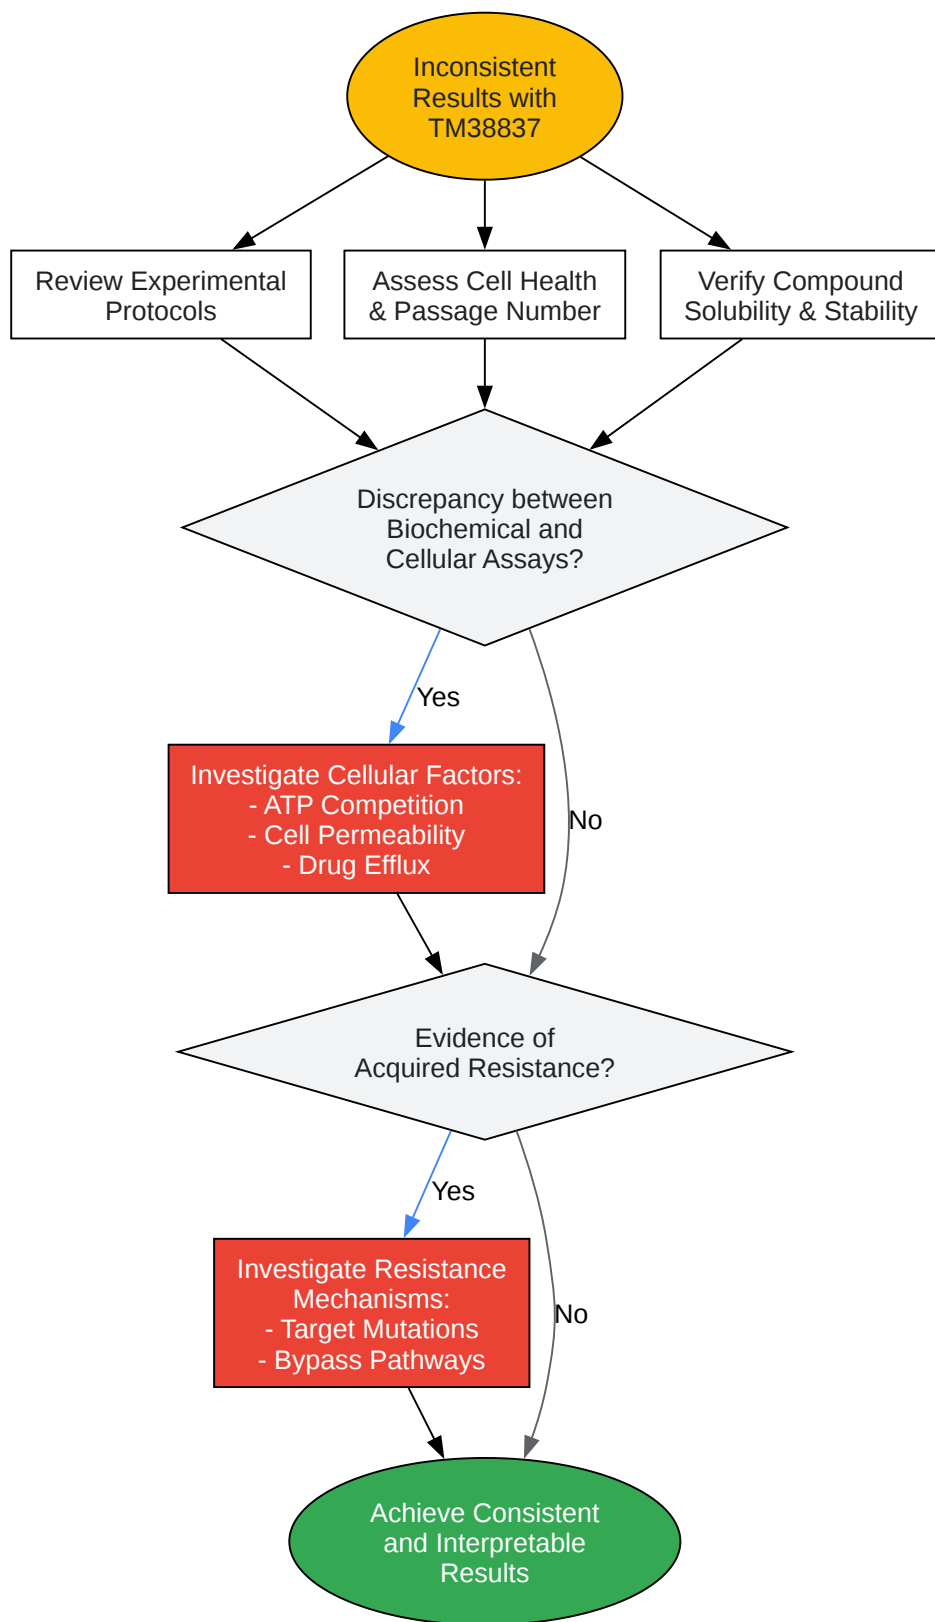 Inconsistent
Results with
TM38837
Review Experimental
Protocols
Assess Cell Health
& Passage Number
Verify Compound
Solubility & Stability
Discrepancy between
Biochemical and
Cellular Assays?
Yes
No
Investigate Cellular Factors:
- ATP Competition
- Cell Permeability
- Drug Efflux
Evidence of
Acquired Resistance?
Yes
No
Investigate Resistance
Mechanisms:
- Target Mutations
- Bypass Pathways
Achieve Consistent
and Interpretable
Results